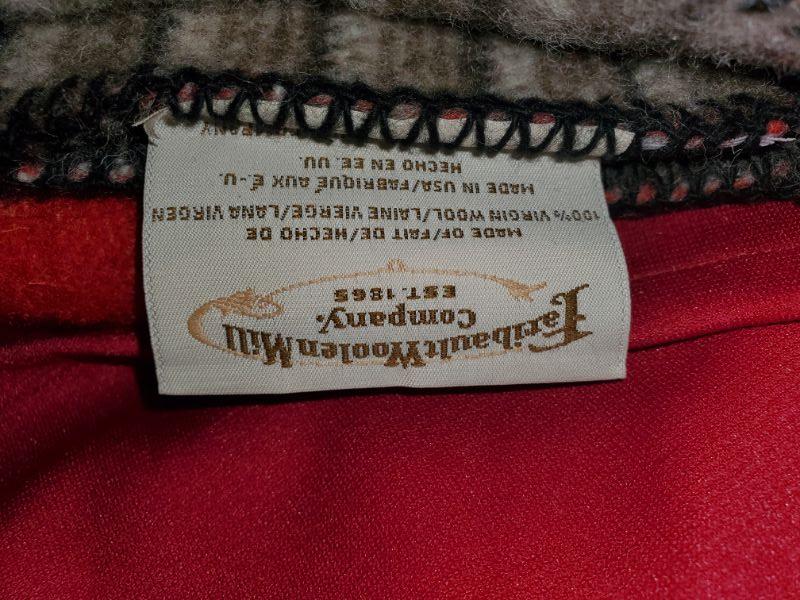 Faribault Woolen Mill
Company.
EST. 1865
MADE OF/FAIT DE/HECHO DE
100% VIRGIN WOOL/LAINE VIERGE/LANA VIRGEN
MADE IN USA/FABRIQUÉ AUX É.-U.
HECHO EN EE. UU.